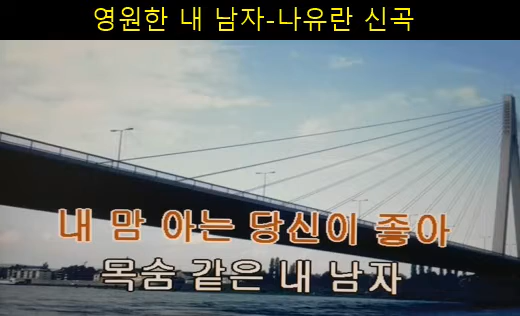 영원한 내 남자-나유란 신곡
내 맘 아는 당신이 좋아
목숨 같은 내 남자